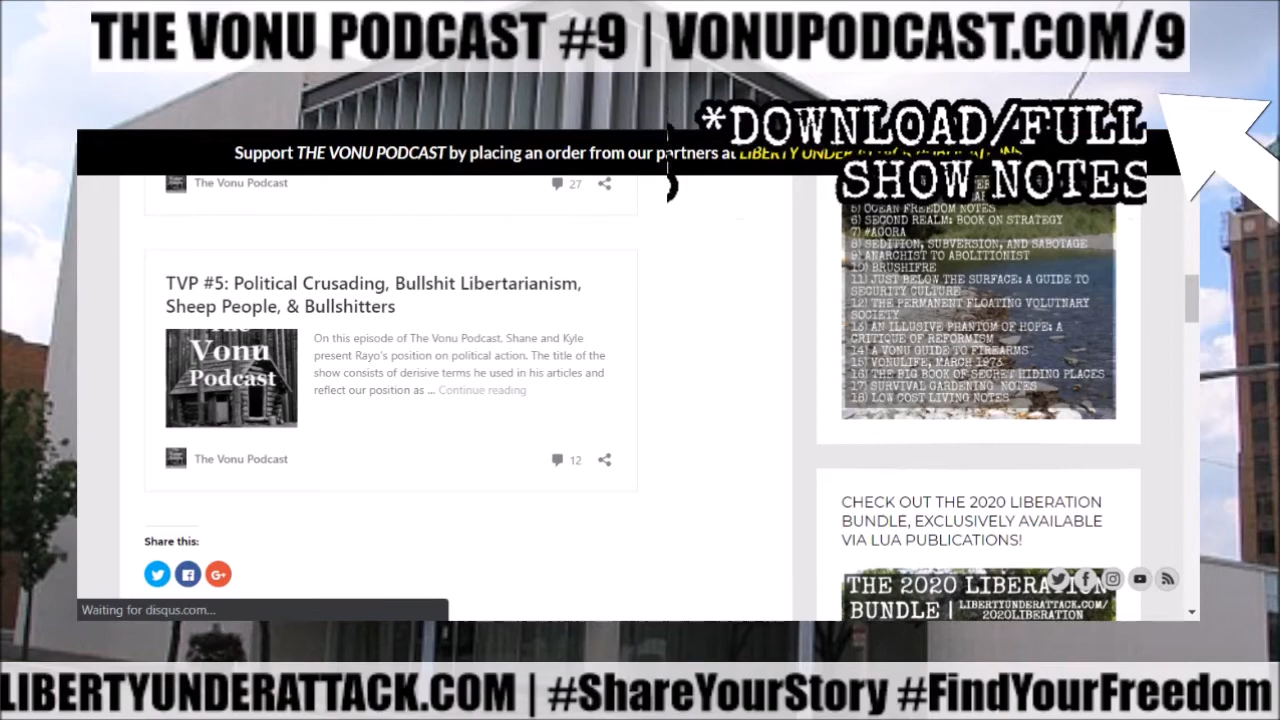 THE VONU PODCAST #9 | VONUPODCAST.COM/9
*DOWNLOAD/FULL
SHOW NOTES
Support THE VONU PODCAST by placing an order from our partners at LIBERTY UNDER
The Vonu Podcast
27
TVP #5: Political Crusading, Bullshit Libertarianism,
Sheep People, & Bullshitters
The
Vonu
Podcast
On this episode of The Vonu Podcast, Shane and Kyle
present Rayo's position on political action. The title of the
show consists of derisive terms he used in his articles and
reflect our position as ... Continue reading
The Vonu Podcast
12
Share this:
G+
Waiting for disqus.com...
5) OCEAN FREEDOM NOTES
6) SECOND REALM: BOOK ON STRATEGY
7) #AGORA
8) SEDITION, SUBVERSION, AND SABOTAGE
9) ANARCHIST TO ABOLITIONIST
10) BRUSHIFRE
11) JUST BELOW THE SURFACE: A GUIDE TO
SECURITY CULTURE
12) THE PERMANENT FLOATING VOLUTNARY
SOCIETY
13) AN ILLUSIVE PHANTOM OF HOPE: A
CRITIQUE OF REFORMISM
14) A VONU GUIDE TO FIREARMS
15) VONULIFE, MARCH 1973
16) THE BIG BOOK OF SECRET HIDING PLACES
17) SURVIVAL GARDENING NOTES
18) LOW COST LIVING NOTES
CHECK OUT THE 2020 LIBERATION
BUNDLE, EXCLUSIVELY AVAILABLE
VIA LUA PUBLICATIONS!
THE 2020 LIBERATION
BUNDLE | LIBERTYUNDERATTACK.COM/
2020LIBERATION
LIBERTYUNDERATTACK.COM | #ShareYourStory #FindYourFreedom